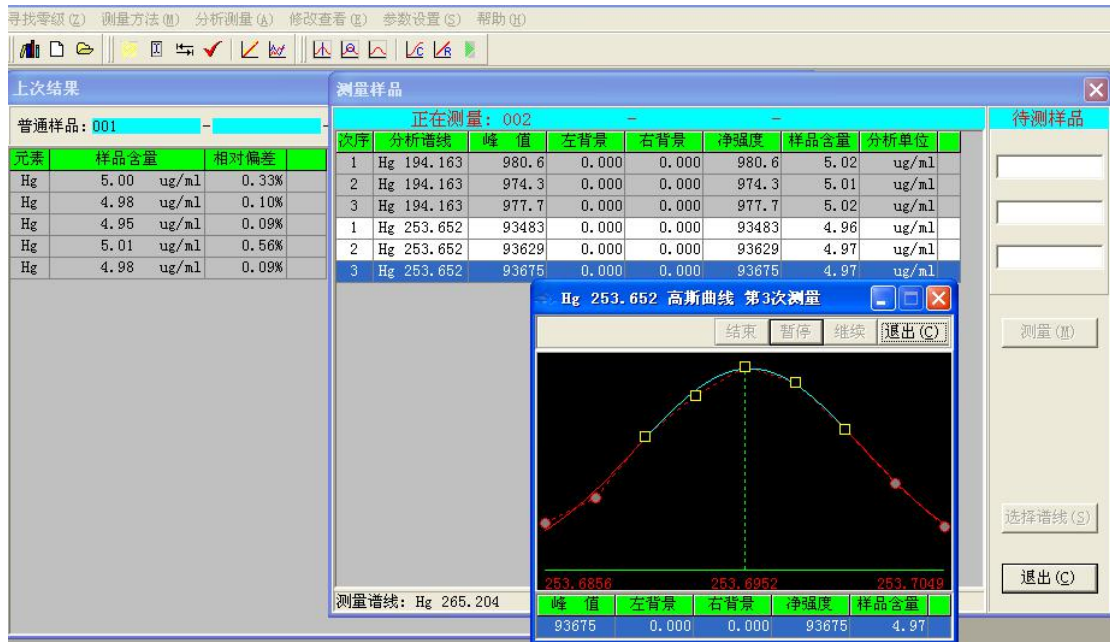 寻找零级(Z) 测量方法(M) 分析测量(A) 修改查看(E) 参数设置(S) 帮助(H)
上次结果
普通样品: 001 - -
元素 样品含量 相对偏差
Hg 5.00 ug/ml 0.33%
Hg 4.98 ug/ml 0.10%
Hg 4.95 ug/ml 0.09%
Hg 5.01 ug/ml 0.56%
Hg 4.98 ug/ml 0.09%
测量样品
正在测量: 002 - -
次序 分析谱线 峰 值 左背景 右背景 净强度 样品含量 分析单位
1 Hg 194.163 980.6 0.000 0.000 980.6 5.02 ug/ml
2 Hg 194.163 974.3 0.000 0.000 974.3 5.01 ug/ml
3 Hg 194.163 977.7 0.000 0.000 977.7 5.02 ug/ml
1 Hg 253.652 93483 0.000 0.000 93483 4.96 ug/ml
2 Hg 253.652 93629 0.000 0.000 93629 4.97 ug/ml
3 Hg 253.652 93675 0.000 0.000 93675 4.97 ug/ml
Hg 253.652 高斯曲线 第3次测量
结束 暂停 继续 退出(C)
253.6856 253.6952 253.7049
峰 值 左背景 右背景 净强度 样品含量
93675 0.000 0.000 93675 4.97
测量谱线: Hg 265.204
待测样品
测量(M)
选择谱线(S)
退出(C)